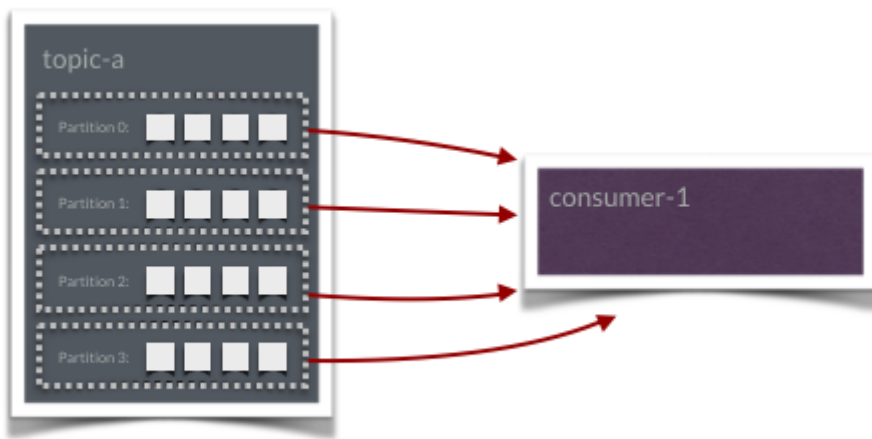 topic-a
Partition 0:
Partition 1:
Partition 2:
Partition 3:
consumer-1